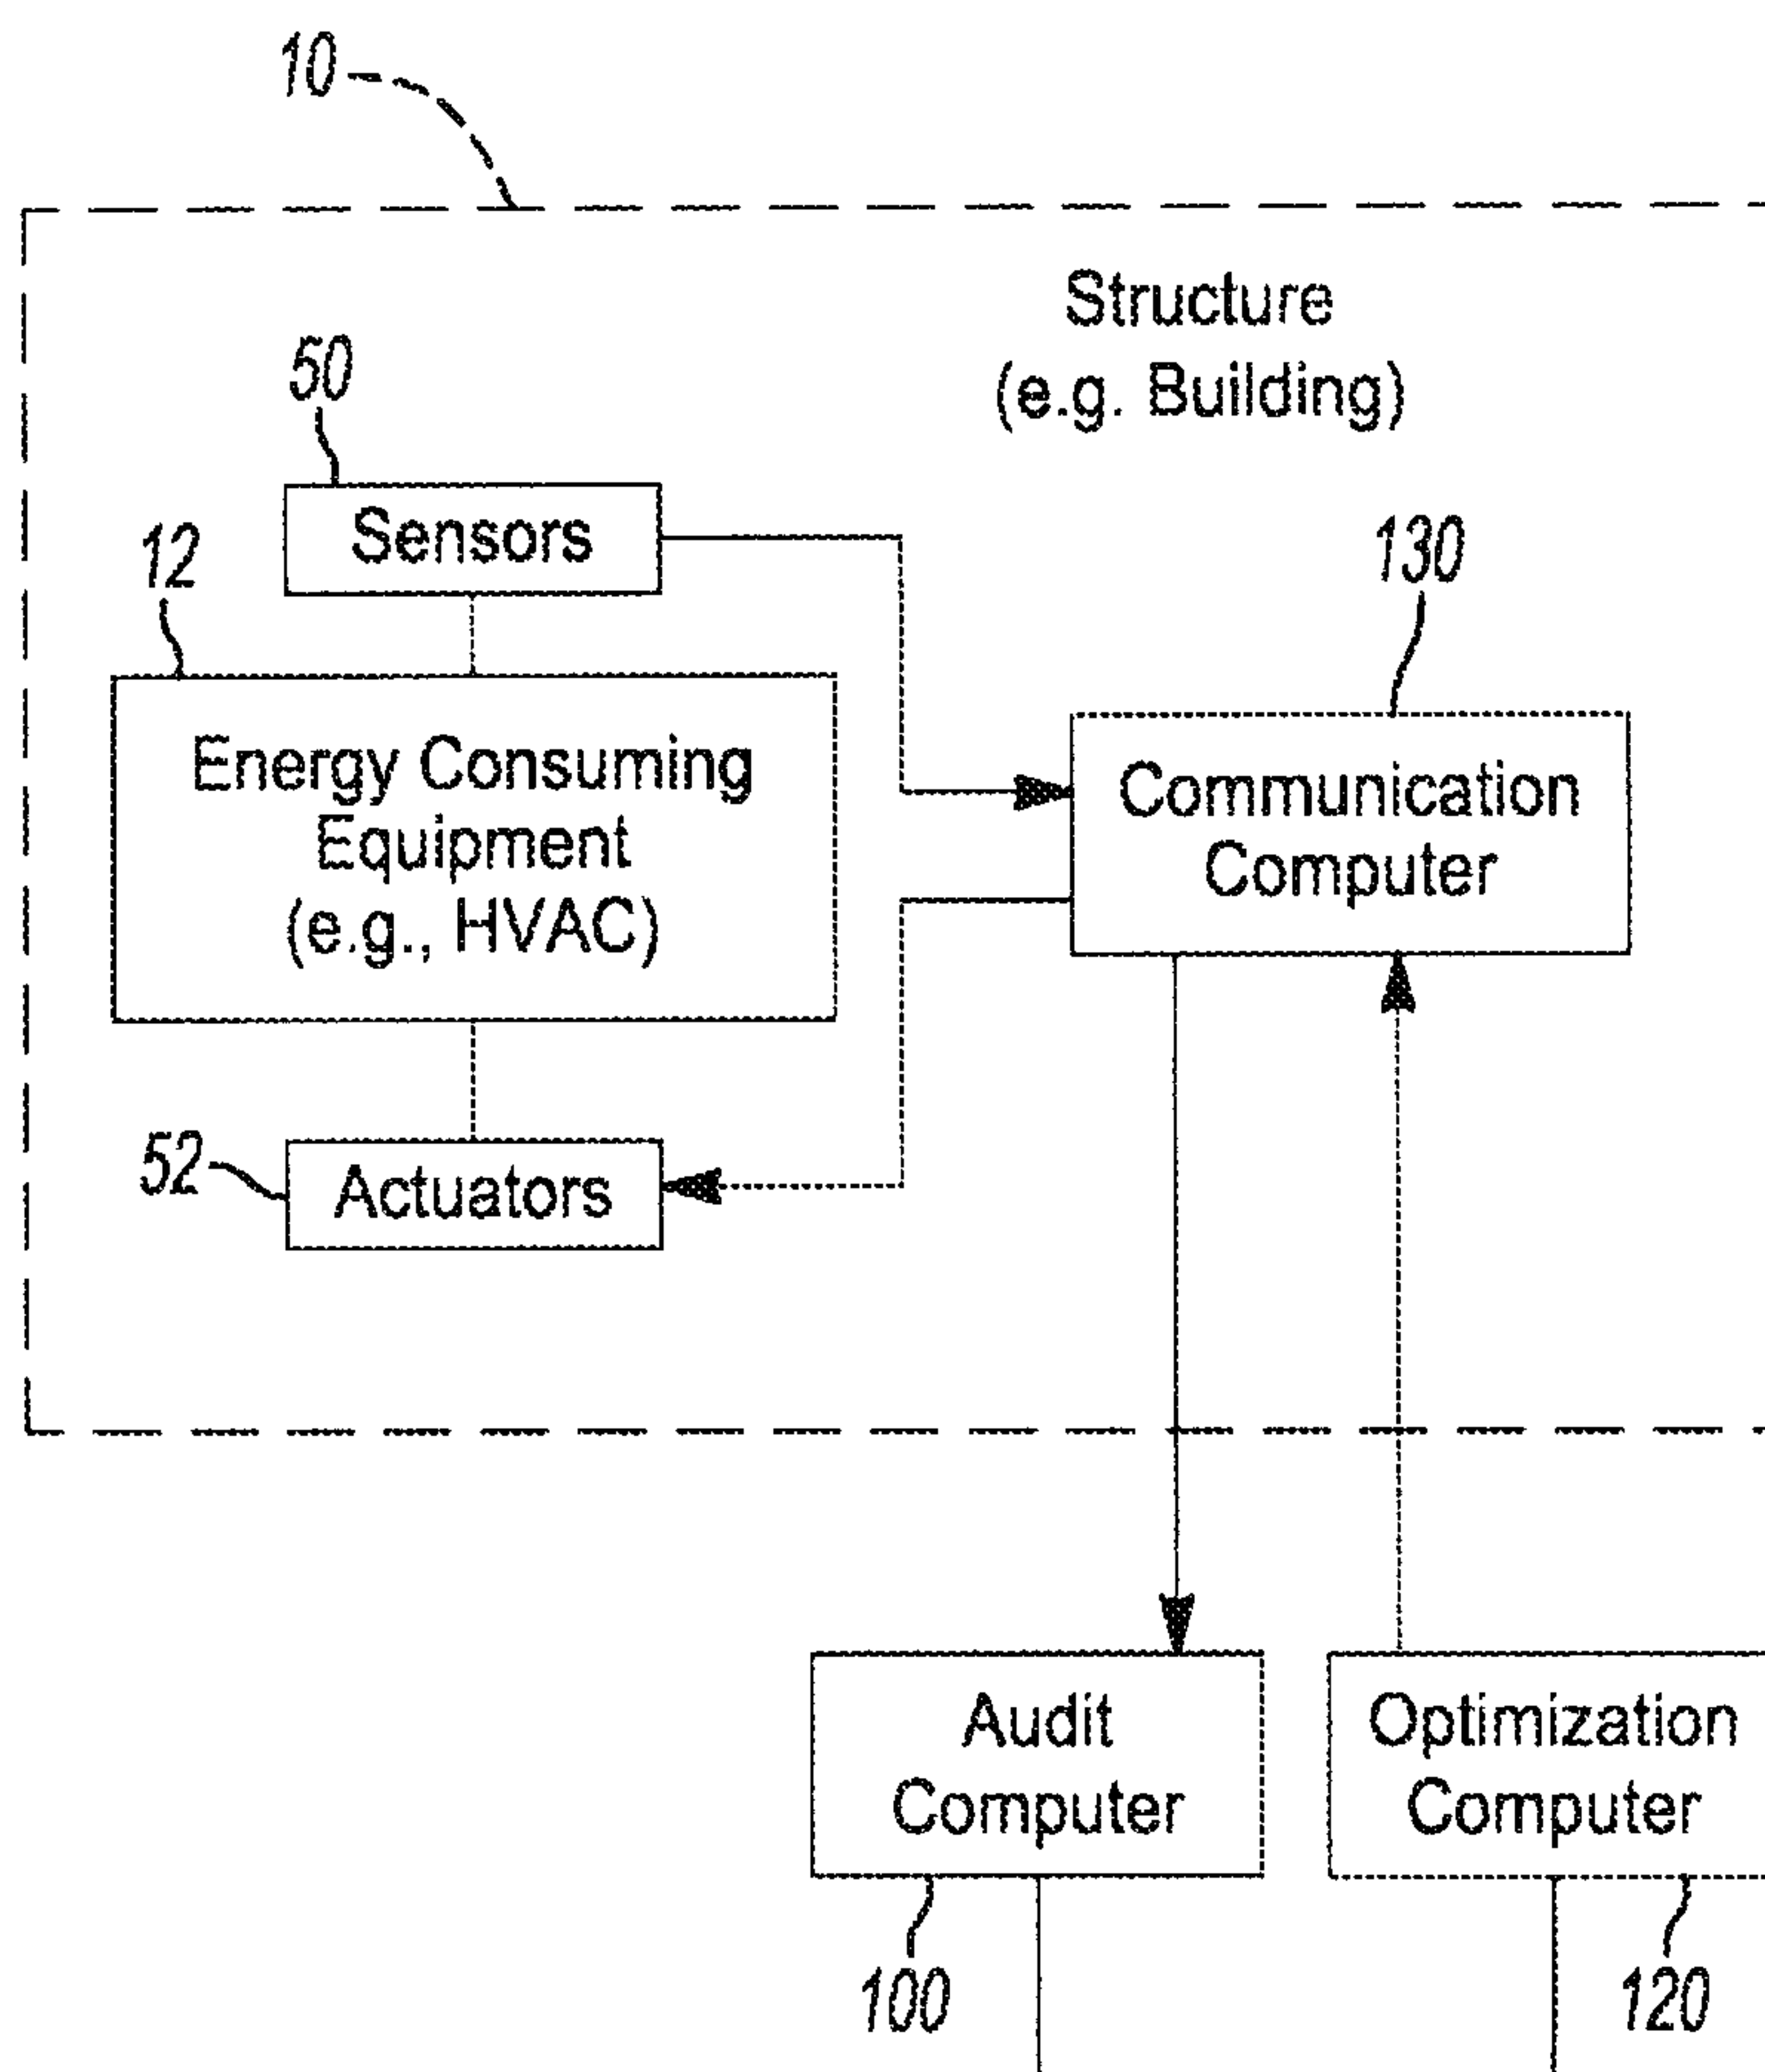 10
Structure
(e.g. Building)
50
Sensors
12
130
Energy Consuming
Equipment
(e.g., HVAC)
Communication
Computer
52
Actuators
Audit
Computer
Optimization
Computer
100
120